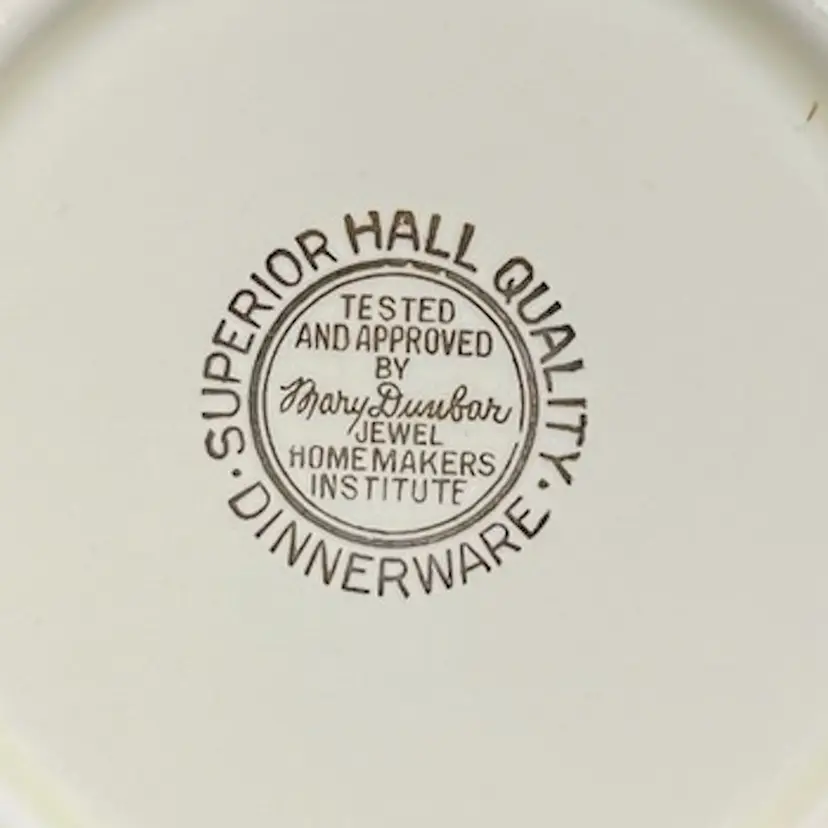 SUPERIOR HALL QUALITY
· DINNERWARE ·
TESTED
AND APPROVED
BY
Mary Dunbar
JEWEL
HOMEMAKERS
INSTITUTE